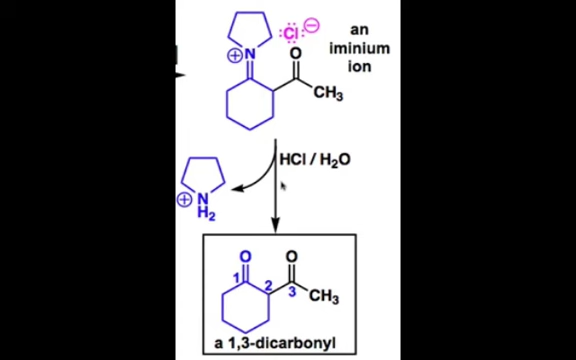 :Cl: ⊖
an
iminium
ion
⊕ N
O
CH3
HCl / H2O
⊕ N
H2
O
O
1
2
3
CH3
a 1,3-dicarbonyl